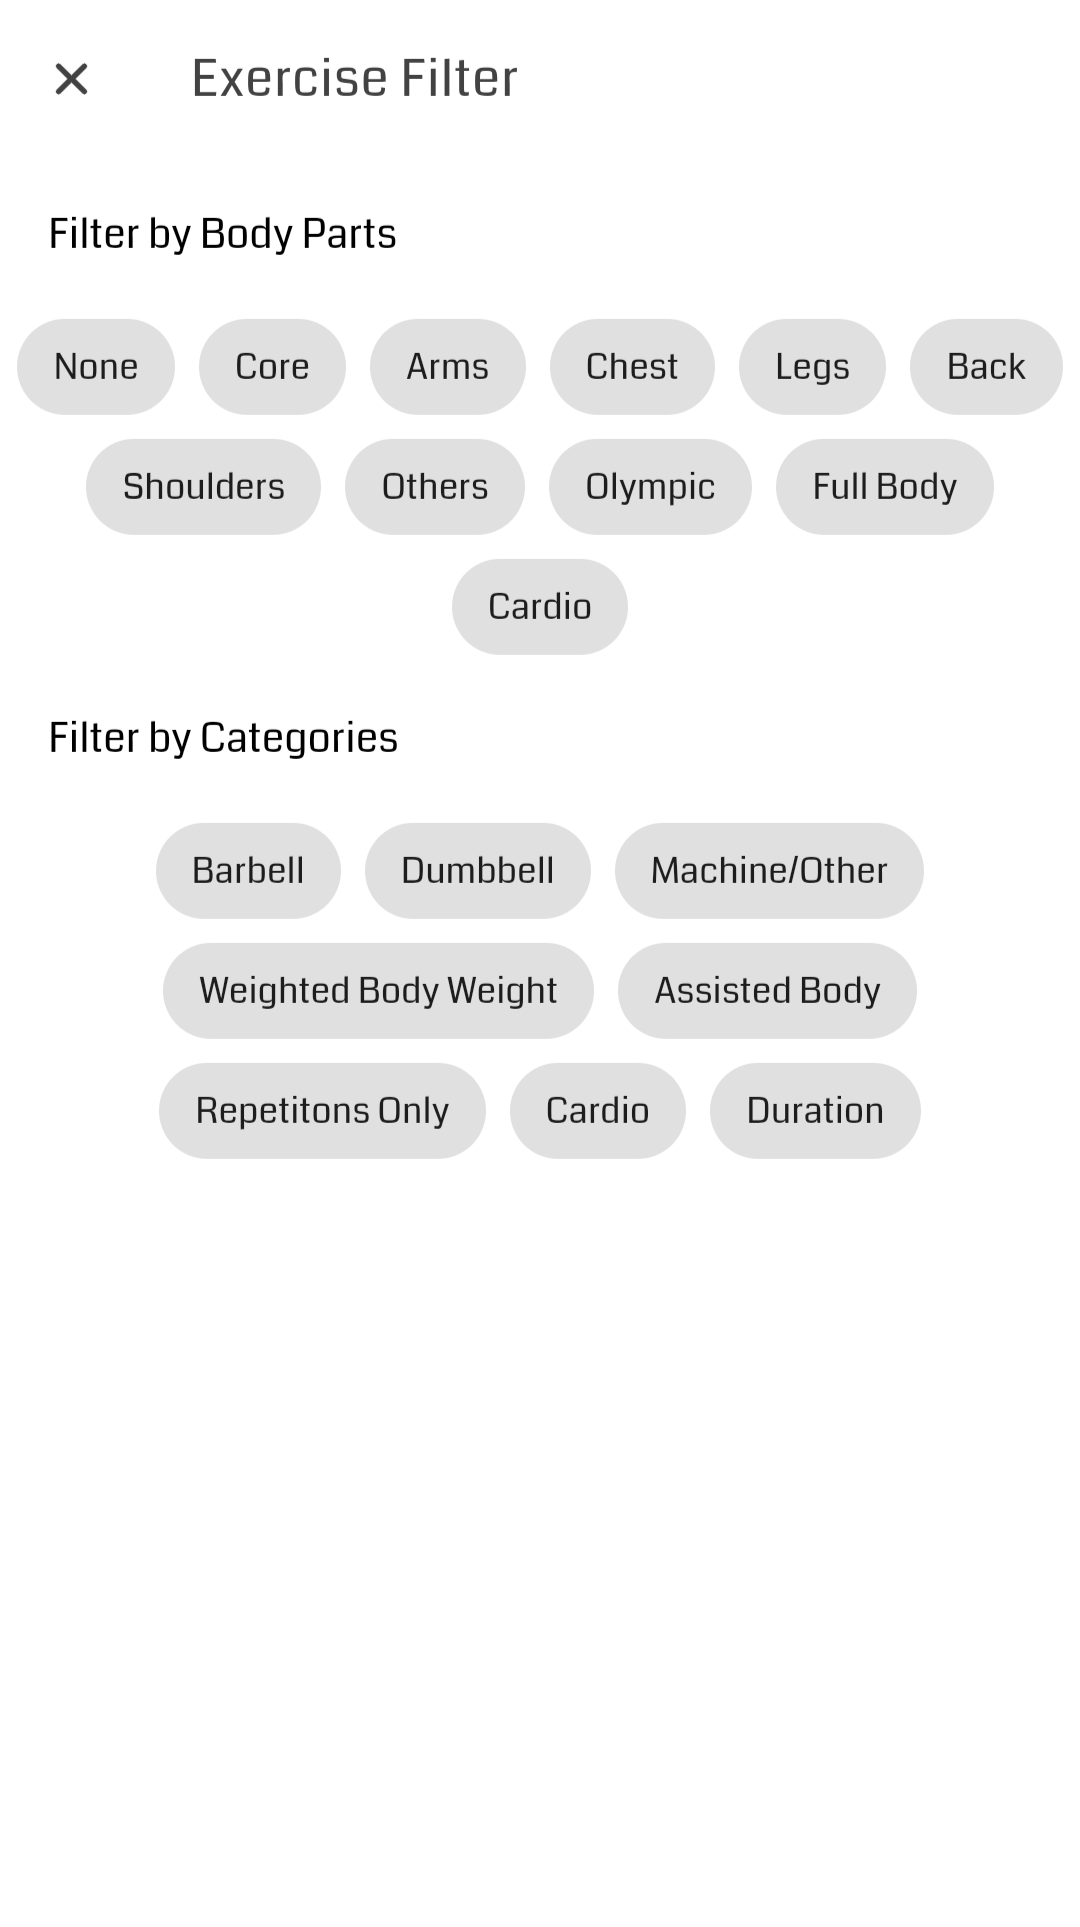 Exercise Filter
Filter by Body Parts
None Core Arms Chest Legs Back
Shoulders Others Olympic Full Body
Cardio
Filter by Categories
Barbell Dumbbell Machine/Other
Weighted Body Weight Assisted Body
Repetitons Only Cardio Duration